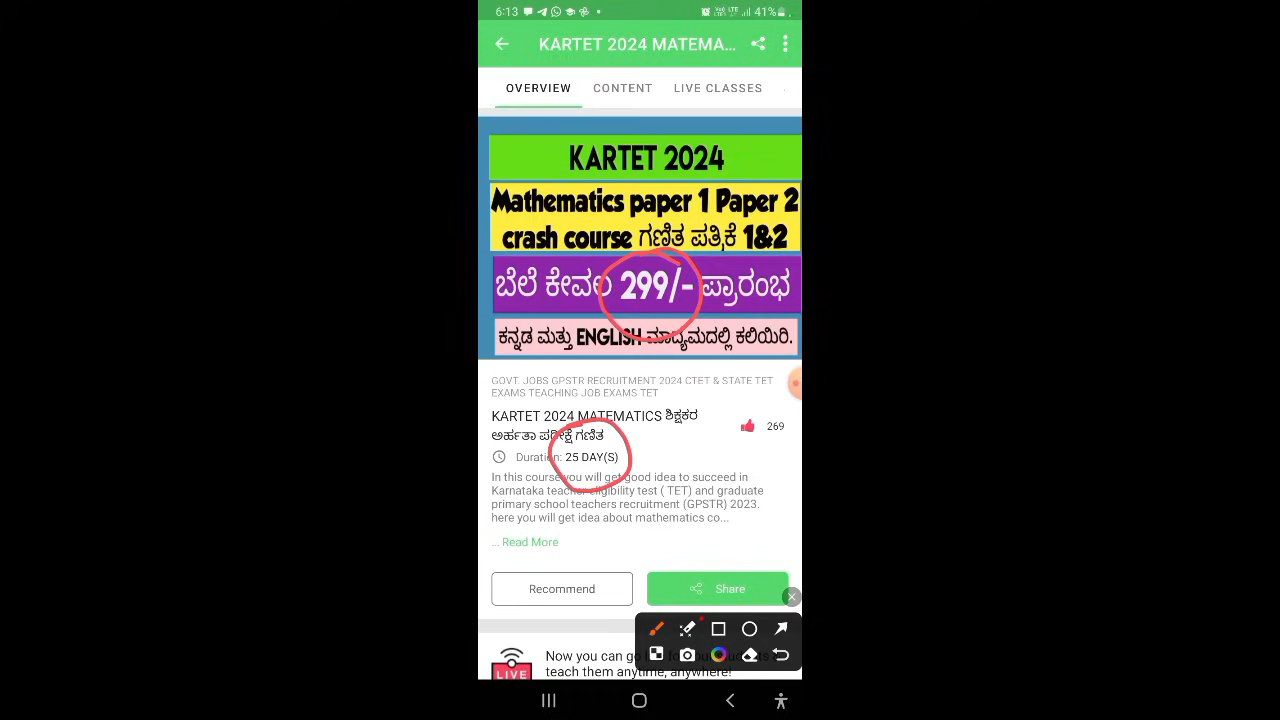 6:13
VoD LTE
LTE1
41%
KARTET 2024 MATEMA...
OVERVIEW CONTENT LIVE CLASSES
KARTET 2024
Mathematics paper 1 Paper 2
crash course ಗಣಿತ ಪತ್ರಿಕೆ 1&2
ಬೆಲೆ ಕೇವಲ 299/- ಪ್ರಾರಂಭ
ಕನ್ನಡ ಮತ್ತು ENGLISH ಮಾಧ್ಯಮದಲ್ಲಿ ಕಲಿಯಿರಿ.
GOVT. JOBS GPSTR RECRUITMENT 2024 CTET & STATE TET
EXAMS TEACHING JOB EXAMS TET
KARTET 2024 MATEMATICS ಶಿಕ್ಷಕರ
ಅರ್ಹತಾ ಪರೀಕ್ಷೆ ಗಣಿತ
269
Duration: 25 DAY(S)
In this course you will get good idea to succeed in
Karnataka teacher eligibility test ( TET) and graduate
primary school teachers recruitment (GPSTR) 2023.
here you will get idea about mathematics co...
... Read More
Recommend Share
LIVE
Now you can go
teach them anytime, anywhere!